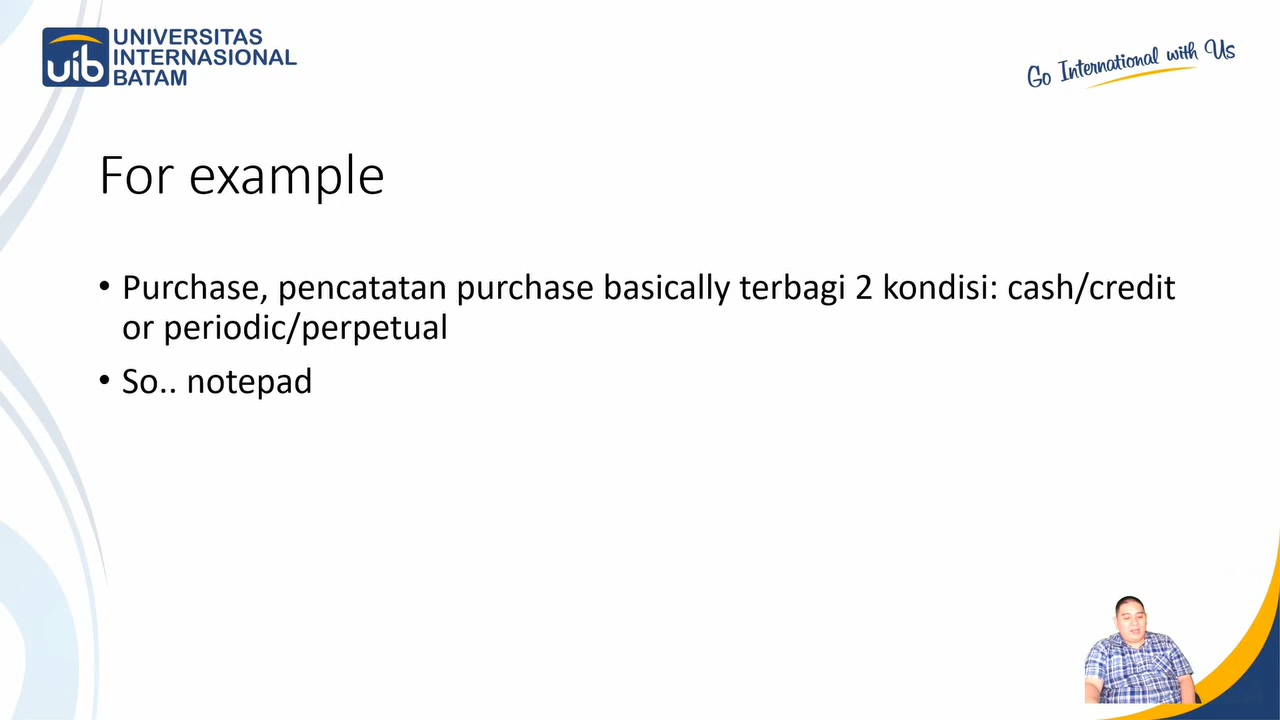 UNIVERSITAS
INTERNASIONAL
BATAM
uib
Go International with Us
For example
• Purchase, pencatatan purchase basically terbagi 2 kondisi: cash/credit
or periodic/perpetual
• So.. notepad